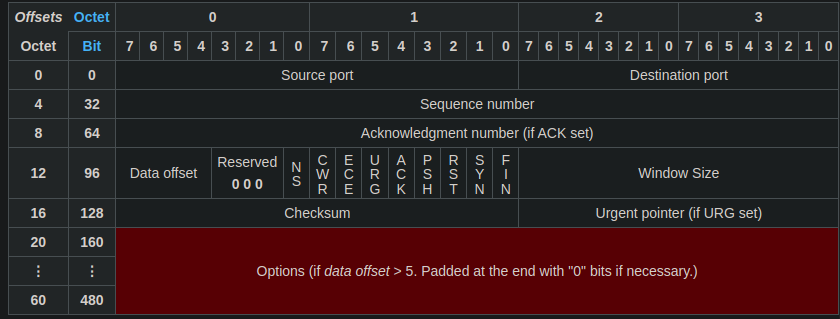 Offsets Octet 0 1 2 3
Octet Bit 7 6 5 4 3 2 1 0 7 6 5 4 3 2 1 0 7 6 5 4 3 2 1 0 7 6 5 4 3 2 1 0
0 0 Source port Destination port
4 32 Sequence number
8 64 Acknowledgment number (if ACK set)
12 96 Data offset Reserved 0 0 0 NS CWR ECE URG ACK PSH RST SYN FIN Window Size
16 128 Checksum Urgent pointer (if URG set)
20 160
⋮ ⋮ Options (if data offset > 5. Padded at the end with "0" bits if necessary.)
60 480